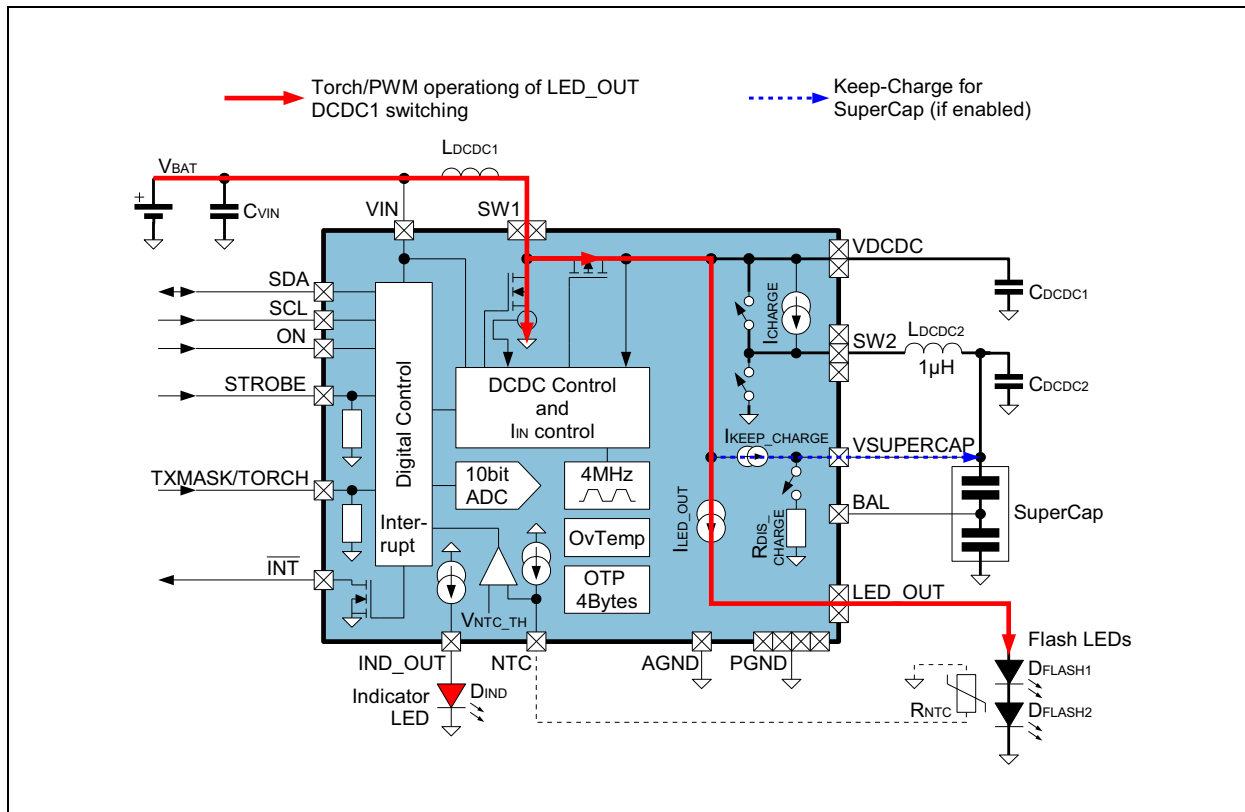 Torch/PWM operationg of LED_OUT
DCDC1 switching
Keep-Charge for
SuperCap (if enabled)
LDCDC1
VBAT
+
CVIN
VIN
SW1
VDCDC
SDA
SCL
ON
STROBE
TXMASK/TORCH
INT
Digital Control
Inter-
rupt
DCDC Control
and
IIN control
10bit
ADC
4MHz
OvTemp
OTP
4Bytes
VNTC_TH
ICHARGE
CDCDC1
SW2
LDCDC2
1µH
CDCDC2
IKEEP_CHARGE
VSUPERCAP
ILED_OUT
RDIS_
CHARGE
BAL
SuperCap
LED_OUT
IND_OUT
NTC
AGND
PGND
Flash LEDs
DFLASH1
DFLASH2
RNTC
Indicator
LED
DIND